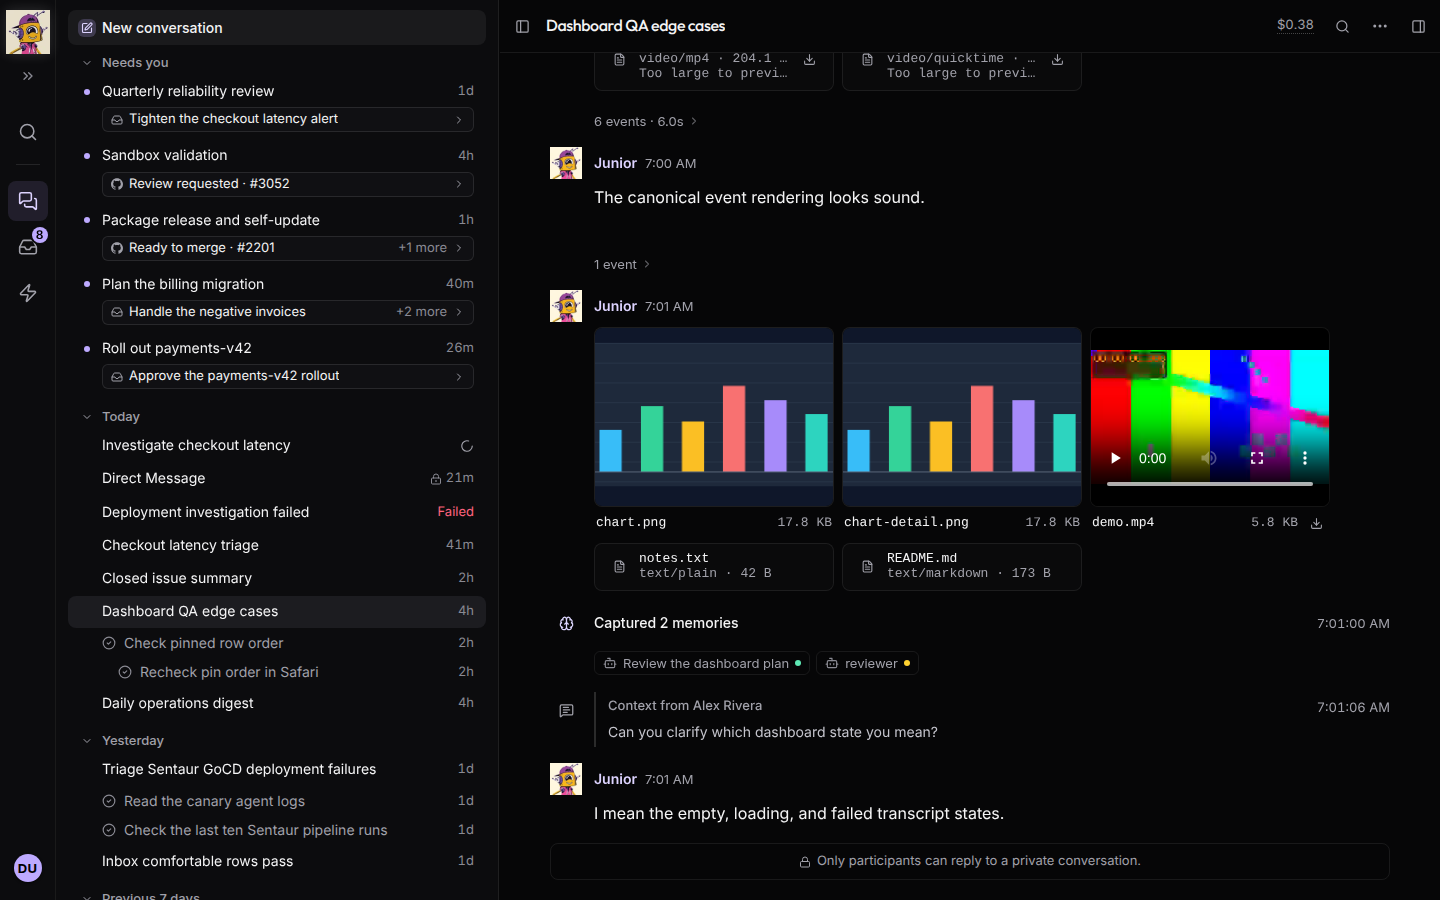 New conversation
Needs you
Quarterly reliability review 1d
Tighten the checkout latency alert
Sandbox validation 4h
Review requested · #3052
Package release and self-update 1h
Ready to merge · #2201 +1 more
8
Plan the billing migration 40m
Handle the negative invoices +2 more
Roll out payments-v42 26m
Approve the payments-v42 rollout
Today
Investigate checkout latency
Direct Message 21m
Deployment investigation failed Failed
Checkout latency triage 41m
Closed issue summary 2h
Dashboard QA edge cases 4h
Check pinned row order 2h
Recheck pin order in Safari 2h
Daily operations digest 4h
Yesterday
Triage Sentaur GoCD deployment failures 1d
Read the canary agent logs 1d
Check the last ten Sentaur pipeline runs 1d
Inbox comfortable rows pass 1d
Previous 7 days
DU
Dashboard QA edge cases $0.38
video/mp4 · 204.1 … video/quicktime · …
Too large to previ… Too large to previ…
6 events · 6.0s
Junior 7:00 AM
The canonical event rendering looks sound.
1 event
Junior 7:01 AM
0:00
chart.png 17.8 KB chart-detail.png 17.8 KB demo.mp4 5.8 KB
notes.txt README.md
text/plain · 42 B text/markdown · 173 B
Captured 2 memories 7:01:00 AM
Review the dashboard plan reviewer
Context from Alex Rivera 7:01:06 AM
Can you clarify which dashboard state you mean?
Junior 7:01 AM
I mean the empty, loading, and failed transcript states.
Only participants can reply to a private conversation.